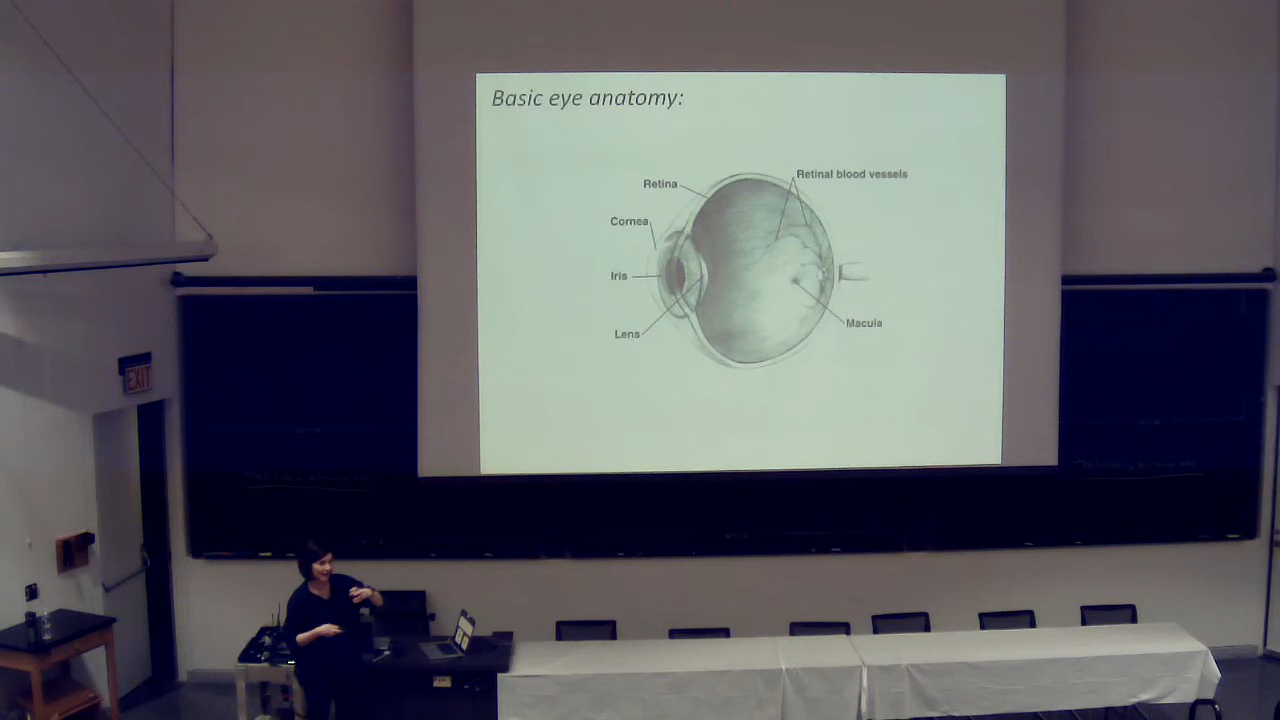 Basic eye anatomy:
Retinal blood vessels
Retina
Cornea
Iris
Lens
Macula
EXIT